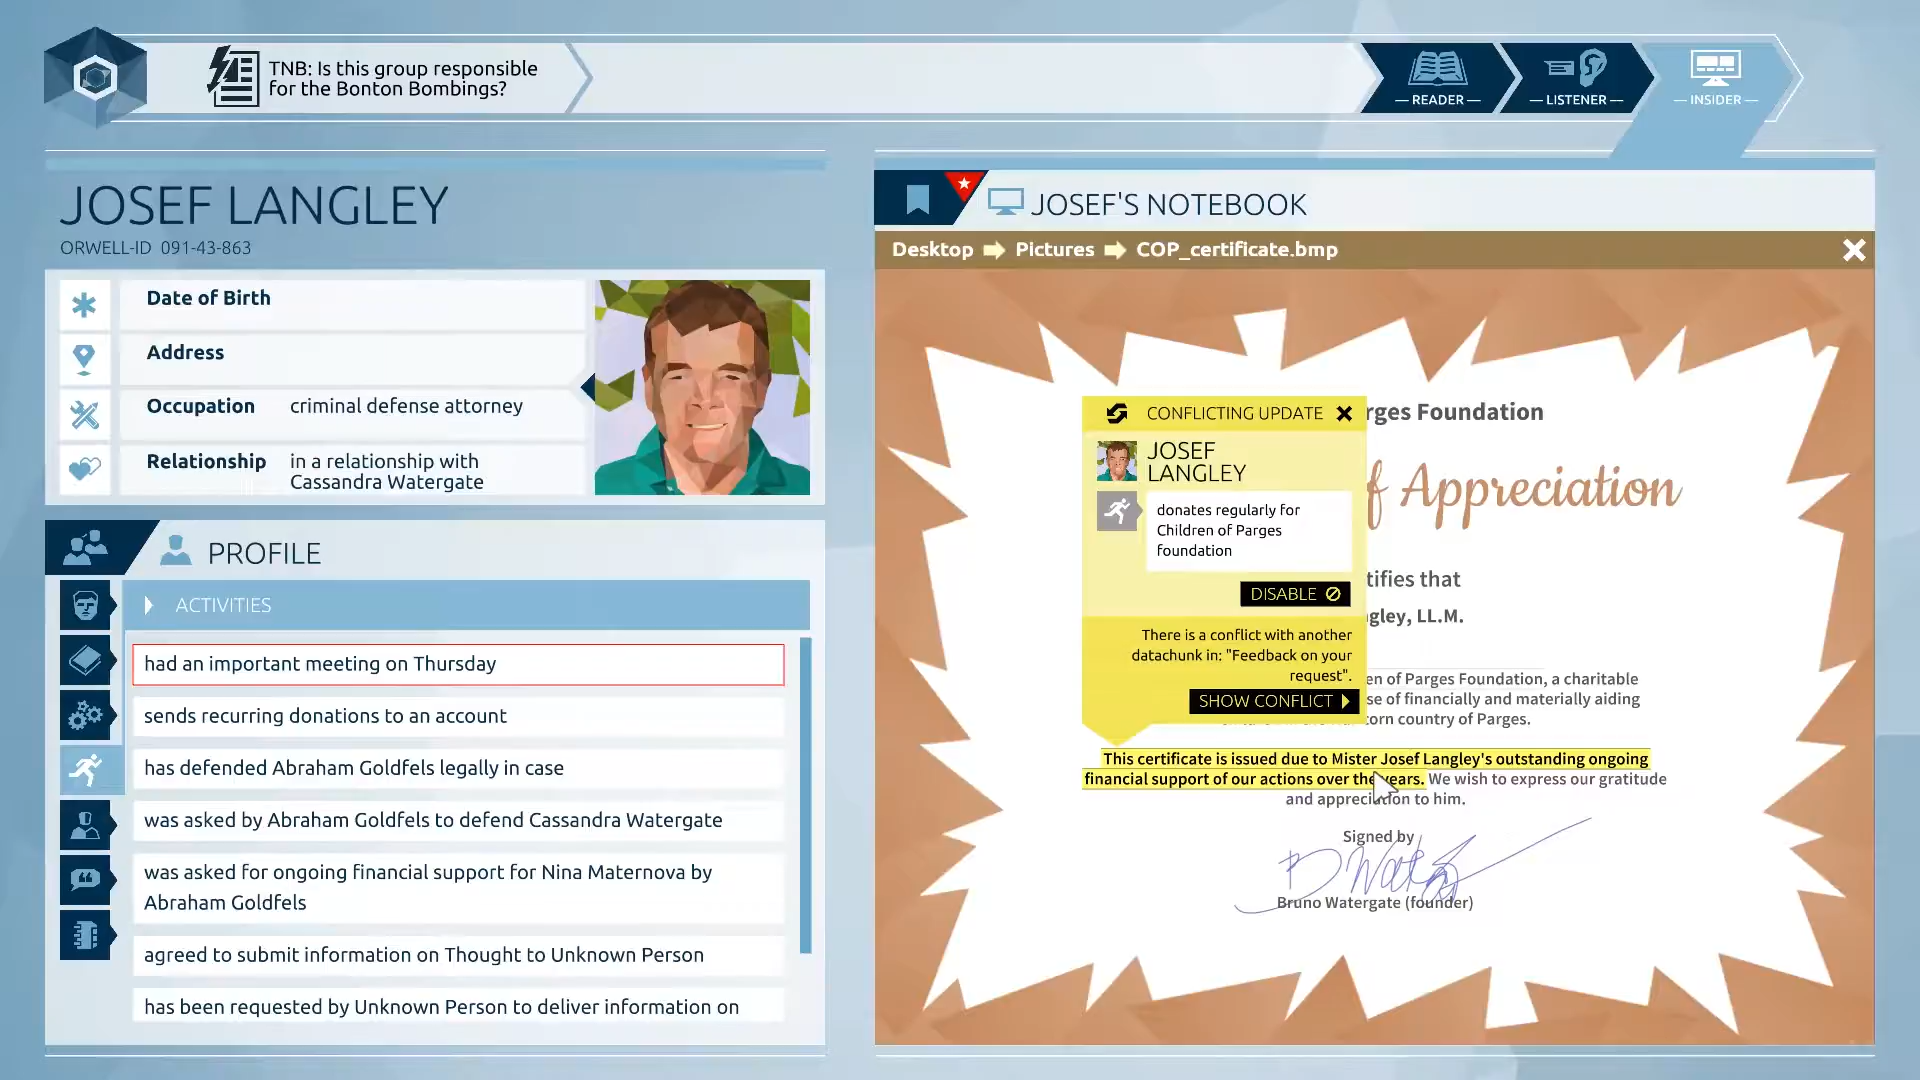 TNB: Is this group responsible
for the Bonton Bombings?
READER
LISTENER
INSIDER
JOSEF LANGLEY
ORWELL-ID 091-43-863
Date of Birth
Address
Occupation criminal defense attorney
Relationship in a relationship with
Cassandra Watergate
PROFILE
ACTIVITIES
had an important meeting on Thursday
sends recurring donations to an account
has defended Abraham Goldfels legally in case
was asked by Abraham Goldfels to defend Cassandra Watergate
was asked for ongoing financial support for Nina Maternova by
Abraham Goldfels
agreed to submit information on Thought to Unknown Person
has been requested by Unknown Person to deliver information on
JOSEF'S NOTEBOOK
Desktop Pictures COP_certificate.bmp
CONFLICTING UPDATE
JOSEF
LANGLEY
donates regularly for
Children of Parges
foundation
DISABLE
There is a conflict with another
datachunk in: "Feedback on your
request".
SHOW CONFLICT
rges Foundation
f Appreciation
tifies that
gley, LL.M.
en of Parges Foundation, a charitable
se of financially and materially aiding
orn country of Parges.
This certificate is issued due to Mister Josef Langley's outstanding ongoing
financial support of our actions over the years. We wish to express our gratitude
and appreciation to him.
Signed by
Bruno Watergate (founder)